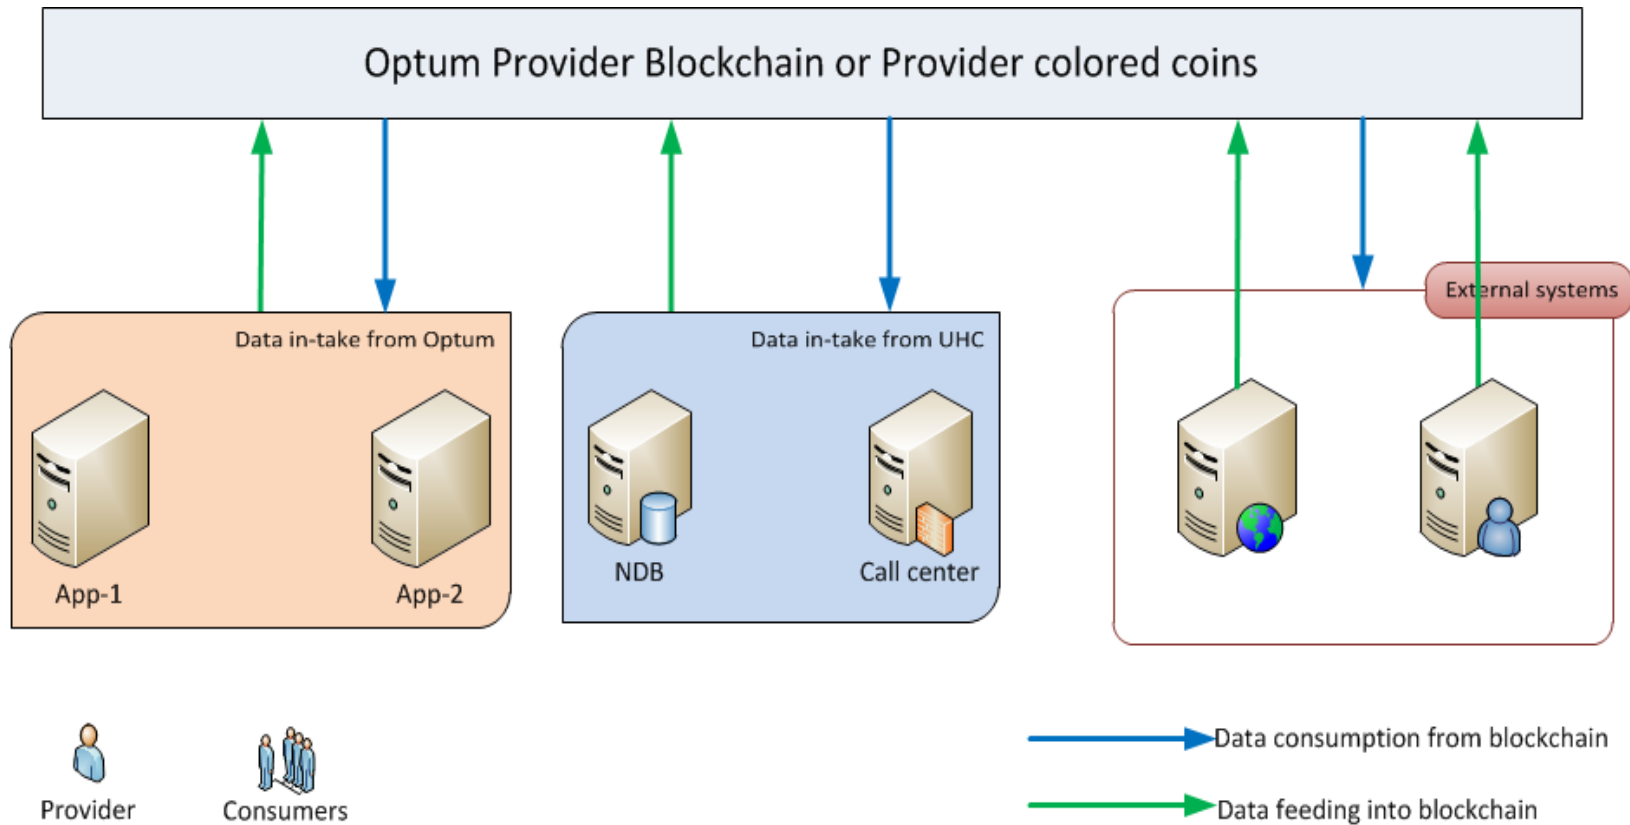 Optum Provider Blockchain or Provider colored coins
External systems
Data in-take from Optum
Data in-take from UHC
App-1
App-2
NDB
Call center
Data consumption from blockchain
Data feeding into blockchain
Provider
Consumers